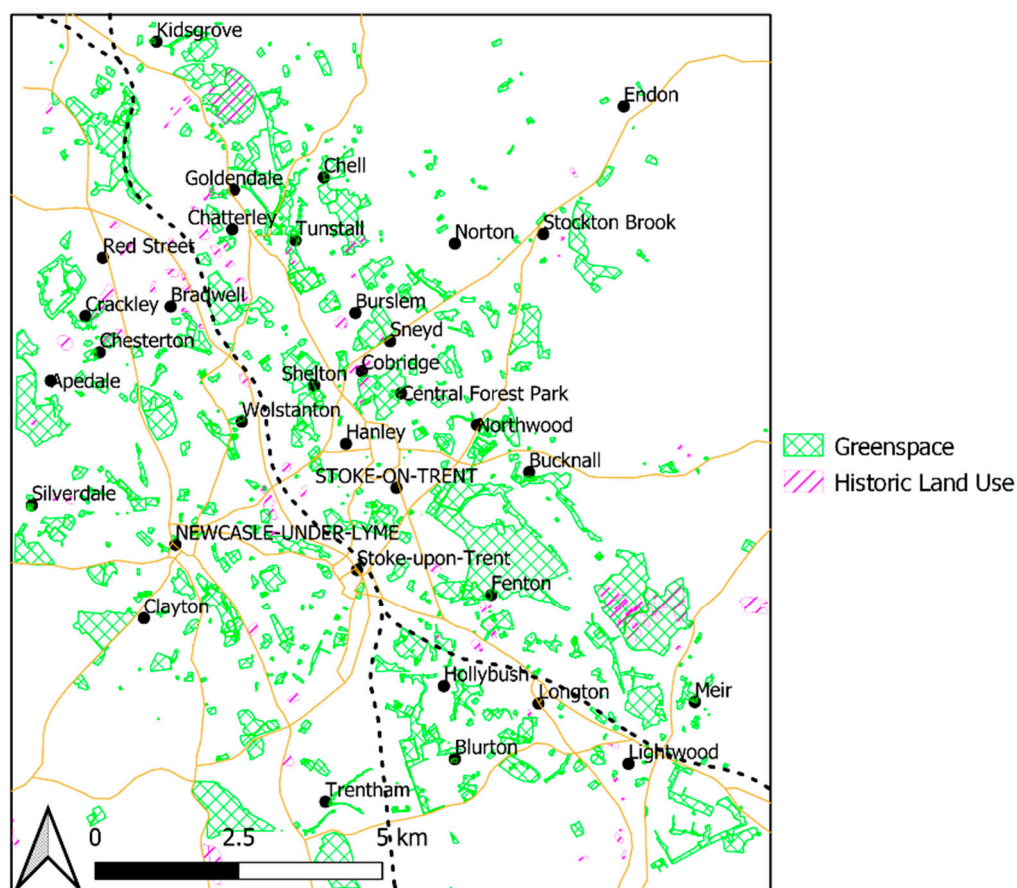 Kidsgrove
Endon
Chell
Goldendale
Chatterley
Tunstall
Stockton Brook
Norton
Red Street
Bradwell
Burslem
Crackley
Sneyd
Chesterton
Cobridge
Shelton
Apedale
Central Forest Park
Wolstanton
Hanley
Northwood
Greenspace
Bucknall
STOKE-ON-TRENT
Historic Land Use
Silverdale
NEWCASLE-UNDER-LYME
Stoke-upon-Trent
Fenton
Clayton
Hollybush
Longton
Meir
Blurton
Lightwood
Trentham
0 2.5 5 km